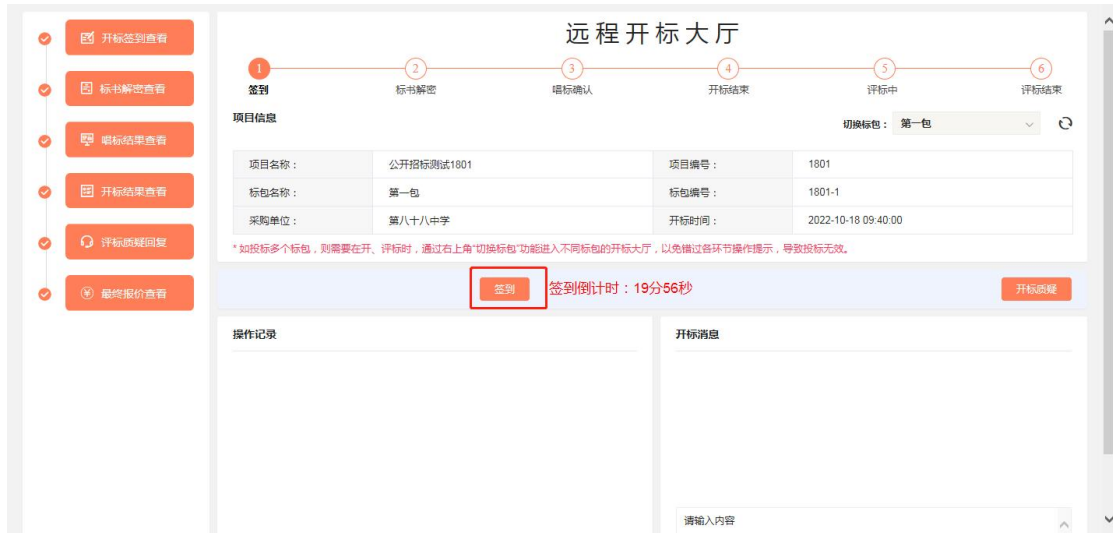 远程开标大厅
开标签到查看
标书解密查看
唱标结果查看
开标结果查看
评标质疑回复
最终报价查看
1 2 3 4 5 6
签到 标书解密 唱标确认 开标结束 评标中 评标结束
项目信息 切换标包： 第一包
项目名称： 公开招标测试1801 项目编号： 1801
标包名称： 第一包 标包编号： 1801-1
采购单位： 第八十八中学 开标时间： 2022-10-18 09:40:00
* 如投标多个标包，则需要在开、评标时，通过右上角"切换标包"功能进入不同标包的开标大厅，以免错过各环节操作提示，导致投标无效。
签到 签到倒计时：19分56秒 开标质疑
操作记录 开标消息
请输入内容